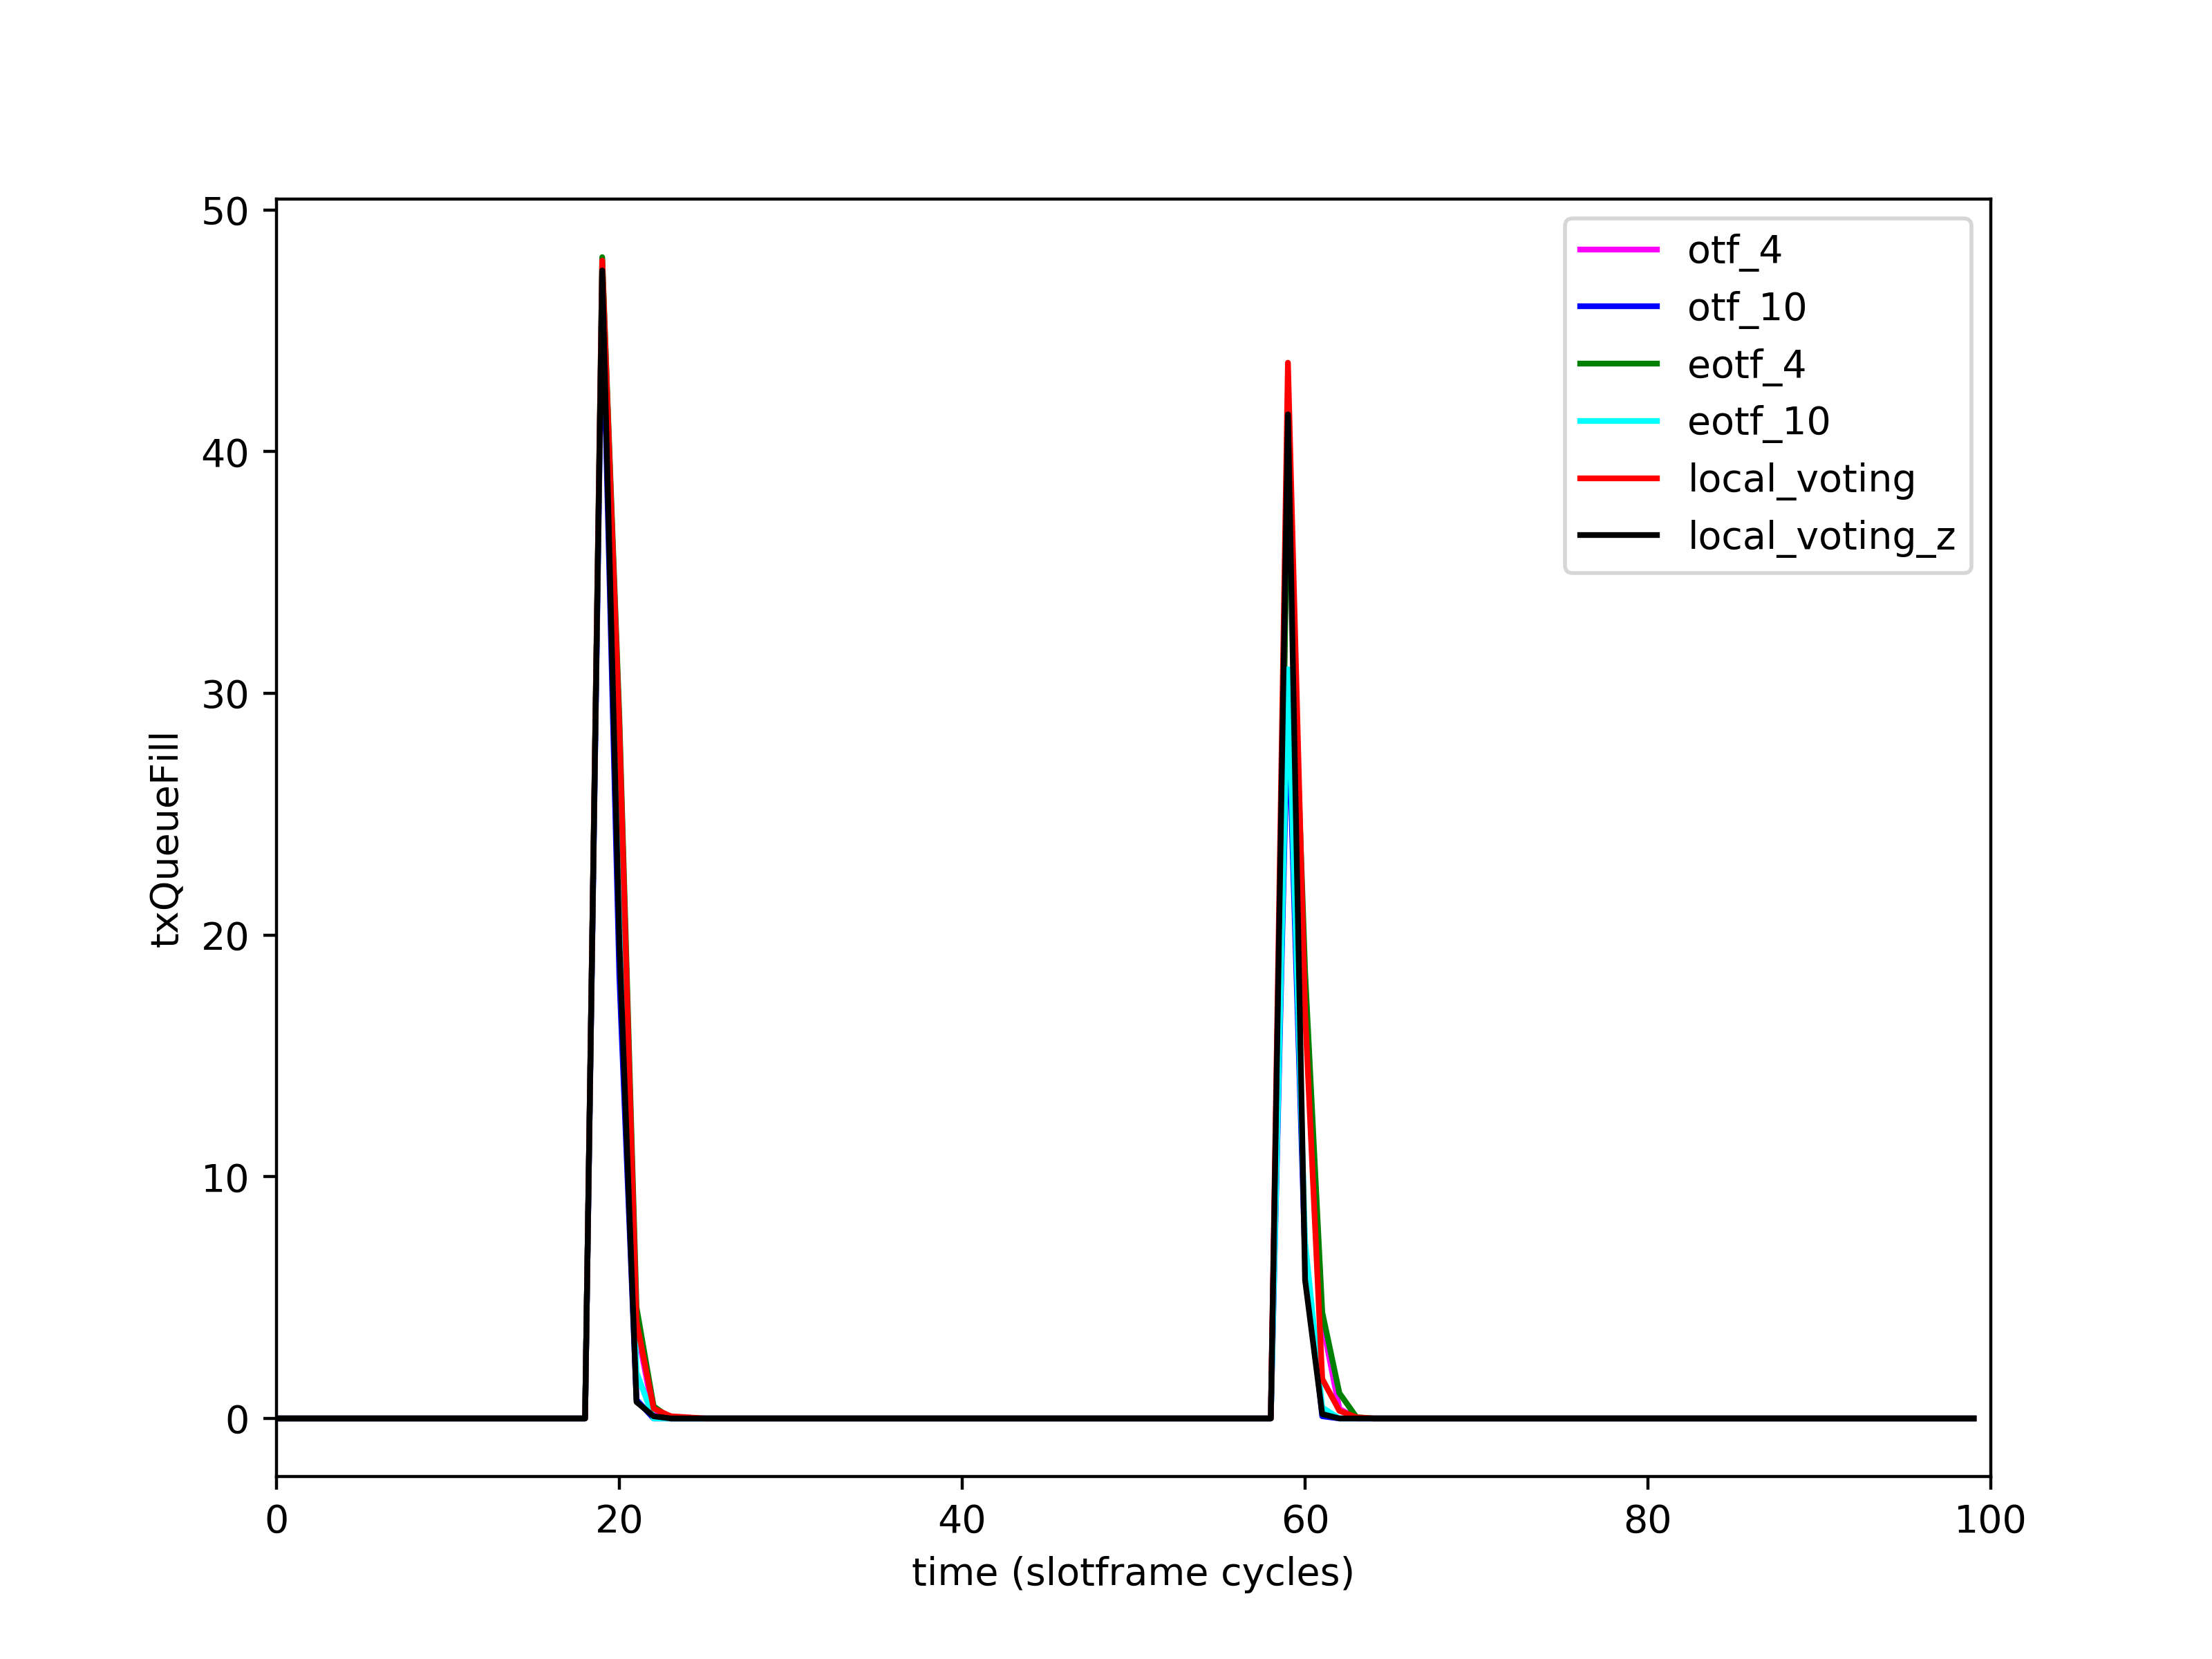 50
40
30
20
10
0
txQueueFill
0 20 40 60 80 100
time (slotframe cycles)
otf_4
otf_10
eotf_4
eotf_10
local_voting
local_voting_z